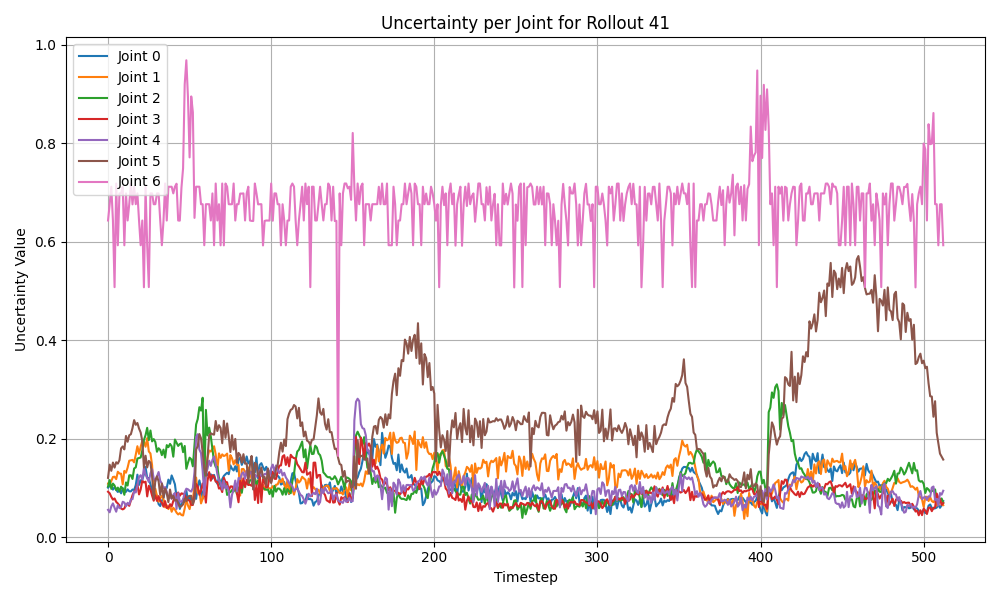 Uncertainty per Joint for Rollout 41
Uncertainty Value
1.0
0.8
0.6
0.4
0.2
0.0
Joint 0
Joint 1
Joint 2
Joint 3
Joint 4
Joint 5
Joint 6
0 100 200 300 400 500
Timestep